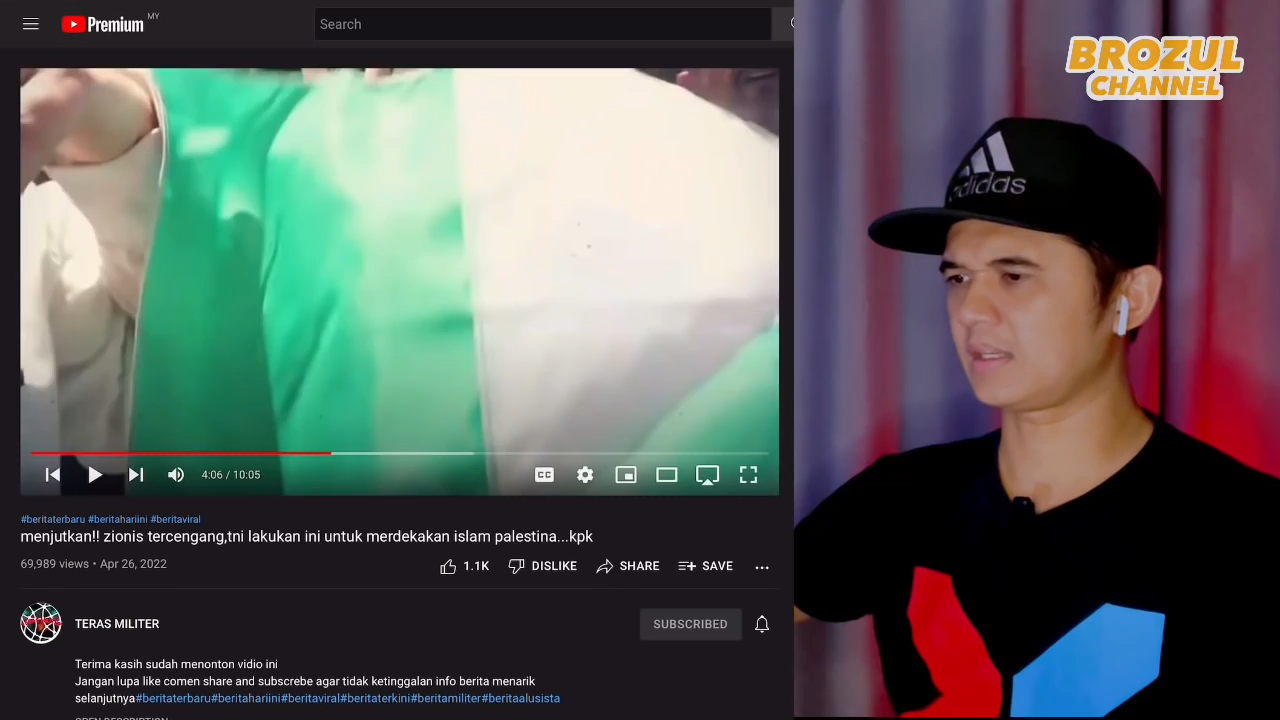 Premium MY
Search
BROZUL
CHANNEL
adidas
4:06 / 10:05
CC
#beritaterbaru #beritahariini #beritaviral
menjutkan!! zionis tercengang,tni lakukan ini untuk merdekakan islam palestina...kpk
69,989 views • Apr 26, 2022
1.1K DISLIKE SHARE SAVE
TERAS MILITER
SUBSCRIBED
Terima kasih sudah menonton vidio ini
Jangan lupa like comen share and subscrebe agar tidak ketinggalan info berita menarik
selanjutnya#beritaterbaru#beritahariini#beritaviral#beritaterkini#beritamiliter#beritaalusista